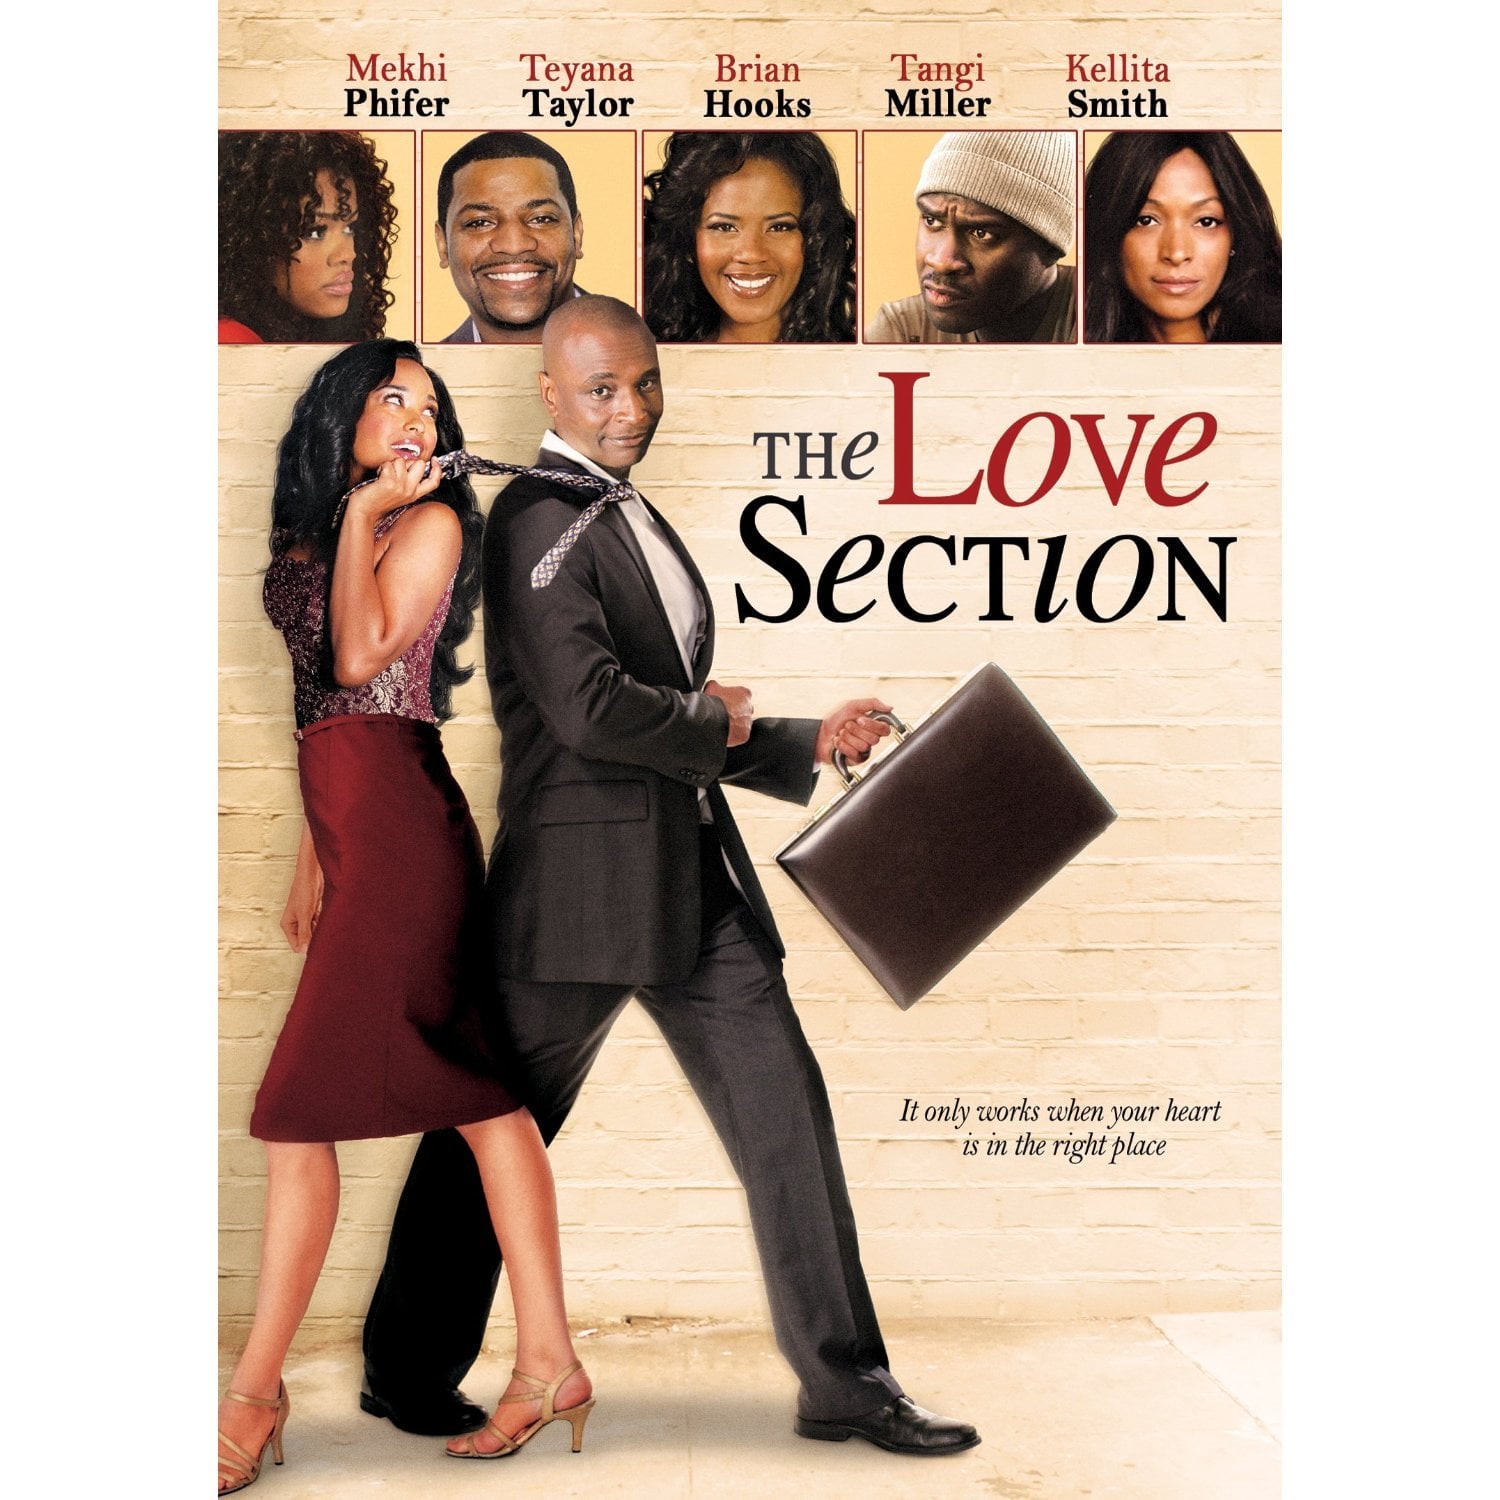 Mekhi Phifer
Teyana Taylor
Brian Hooks
Tangi Miller
Kellita Smith
THe Love
SecTioN
It only works when your heart
is in the right place